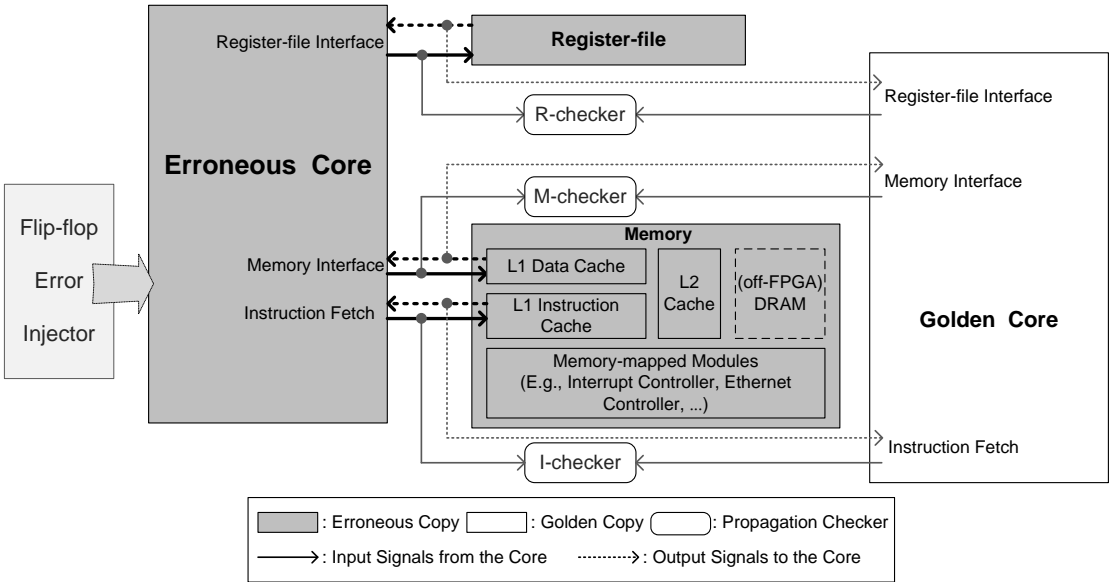 Register-file Interface
Register-file
Register-file Interface
R-checker
Erroneous Core
Memory Interface
M-checker
Flip-flop
Error
Injector
Memory
Memory Interface
L1 Data Cache
L2
Cache
(off-FPGA)
DRAM
Instruction Fetch
L1 Instruction
Cache
Golden Core
Memory-mapped Modules
(E.g., Interrupt Controller, Ethernet
Controller, ...)
Instruction Fetch
I-checker
: Erroneous Copy : Golden Copy : Propagation Checker
: Input Signals from the Core : Output Signals to the Core